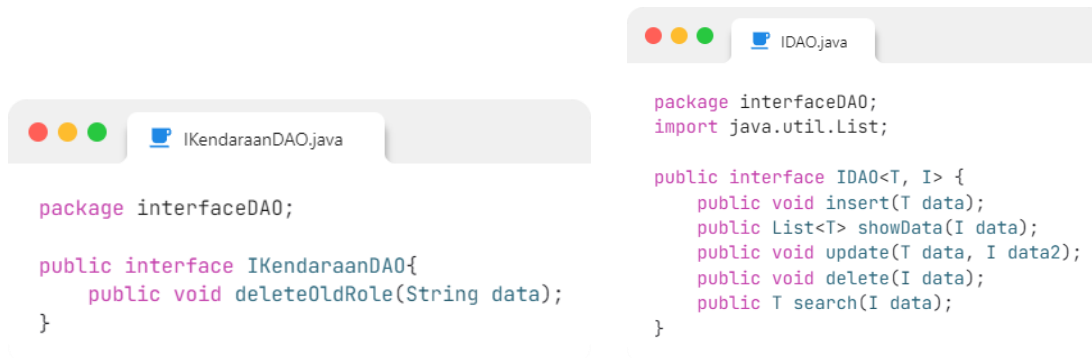 IKendaraanDAO.java
package interfaceDAO;
public interface IKendaraanDAO{
    public void deleteOldRole(String data);
}
IDAO.java
package interfaceDAO;
import java.util.List;
public interface IDAO<T, I> {
    public void insert(T data);
    public List<T> showData(I data);
    public void update(T data, I data2);
    public void delete(I data);
    public T search(I data);
}